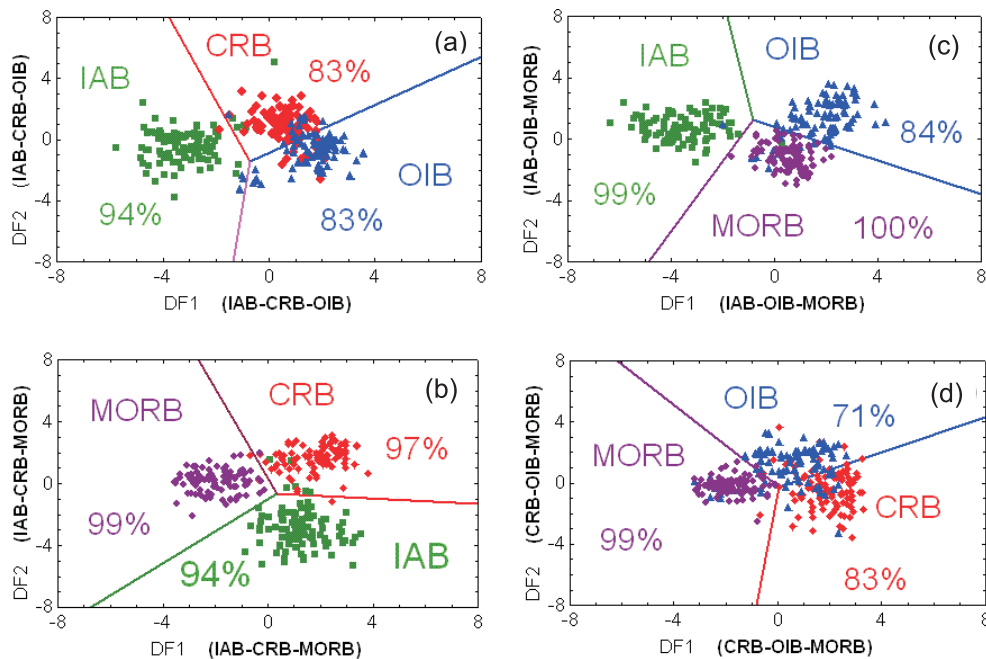 (a)
CRB
83%
IAB
OIB
94%
83%
8
4
0
-4
-8
-8
-4
0
4
8
DF2 (IAB-CRB-OIB)
DF1 (IAB-CRB-OIB)
(c)
OIB
IAB
84%
99%
MORB
100%
8
4
0
-4
-8
-8
-4
0
4
8
DF2 (IAB-OIB-MORB)
DF1 (IAB-OIB-MORB)
(b)
CRB
MORB
97%
99%
94%
IAB
8
4
0
-4
-8
-8
-4
0
4
8
DF2 (IAB-CRB-MORB)
DF1 (IAB-CRB-MORB)
(d)
OIB
71%
MORB
CRB
99%
83%
8
4
0
-4
-8
-8
-4
0
4
8
DF2 (CRB-OIB-MORB)
DF1 (CRB-OIB-MORB)